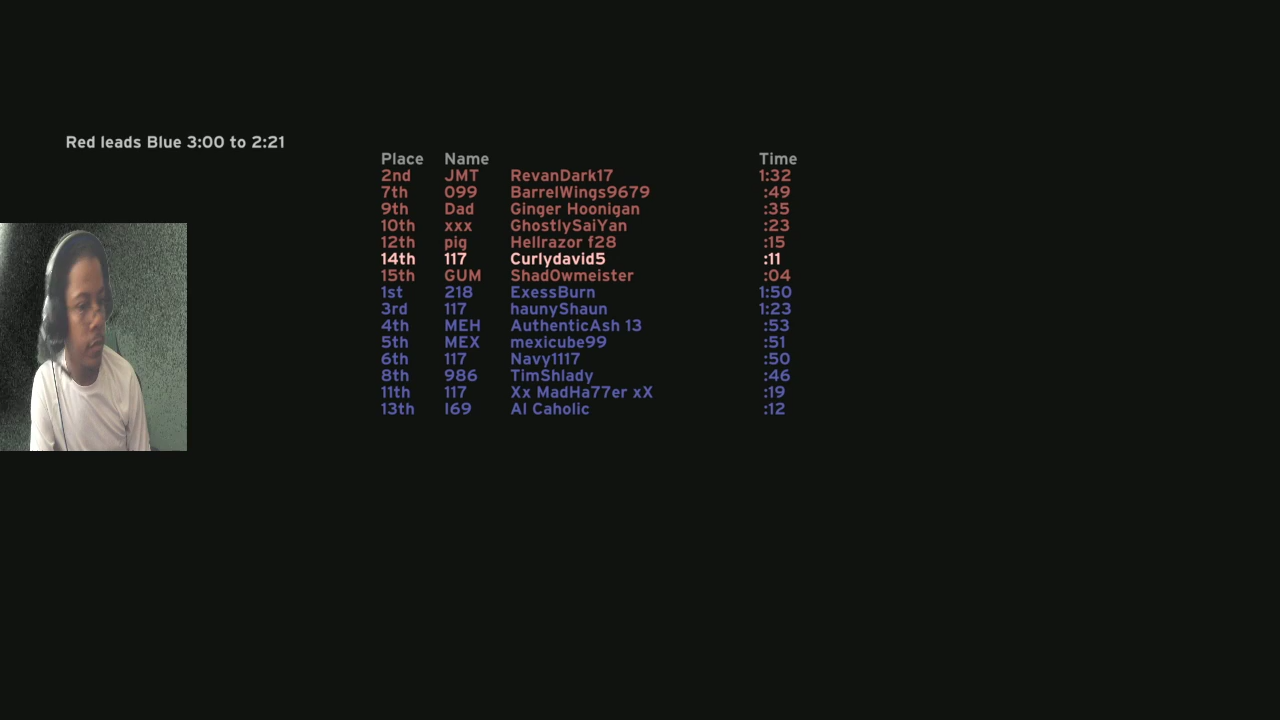 Red leads Blue 3:00 to 2:21
Place Name Time
2nd JMT RevanDark17 1:32
7th 099 BarrelWings9679 :49
9th Dad Ginger Hoonigan :35
10th xxx GhostlySaiYan :23
12th pig Hellrazor f28 :15
14th 117 Curlydavid5 :11
15th GUM Shad0wmeister :04
1st 218 ExessBurn 1:50
3rd 117 haunyShaun 1:23
4th MEH AuthenticAsh 13 :53
5th MEX mexicube99 :51
6th 117 Navy1117 :50
8th 986 TimShlady :46
11th 117 Xx MadHa77er xX :19
13th I69 Al Caholic :12